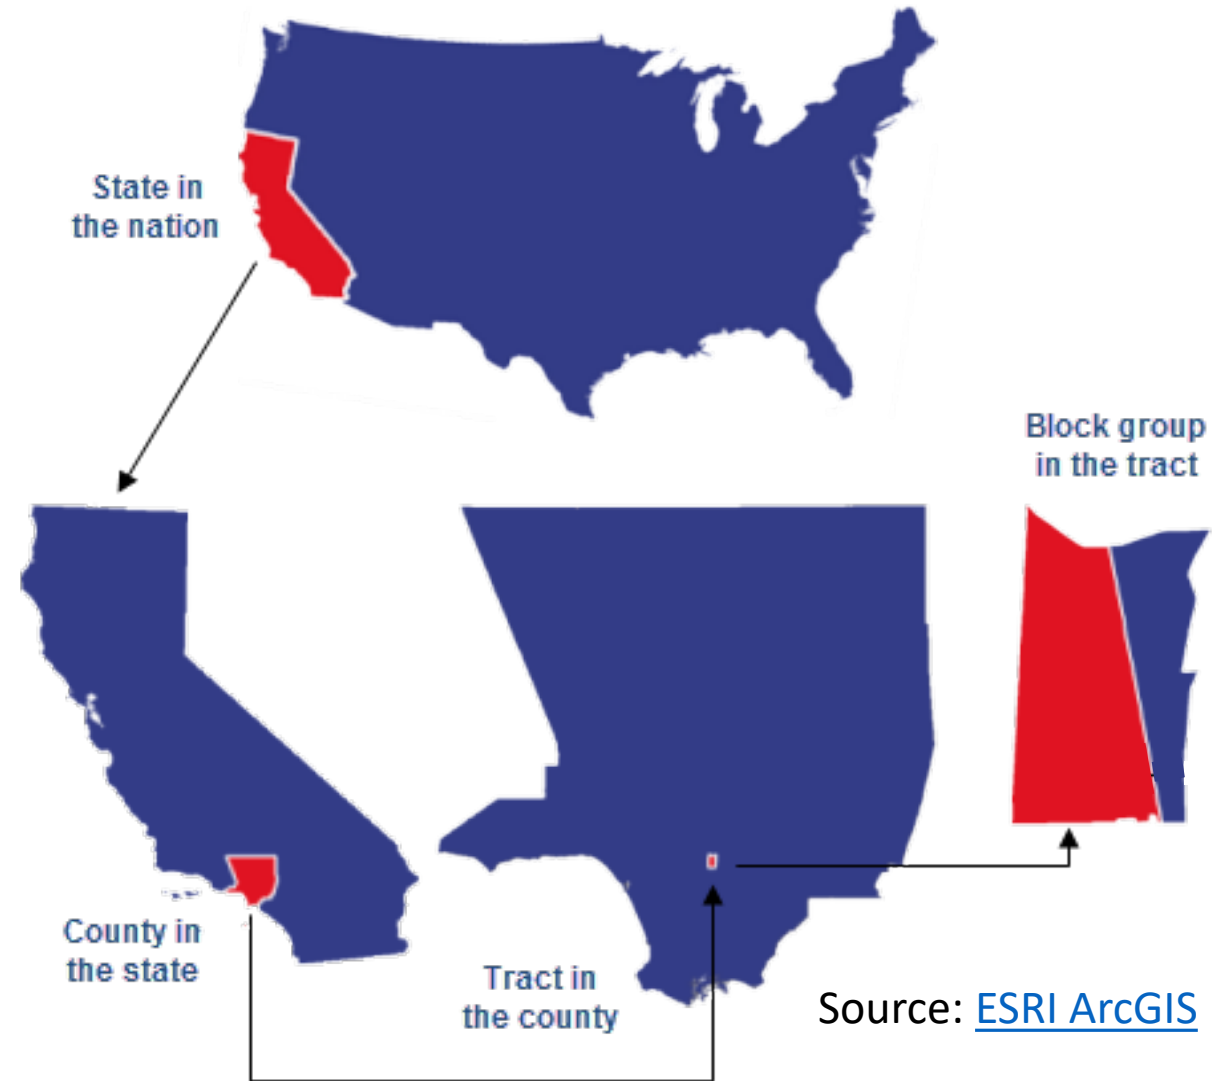 State in
the nation
Block group
in the tract
County in
the state
Tract in
the county
Source: ESRI ArcGIS